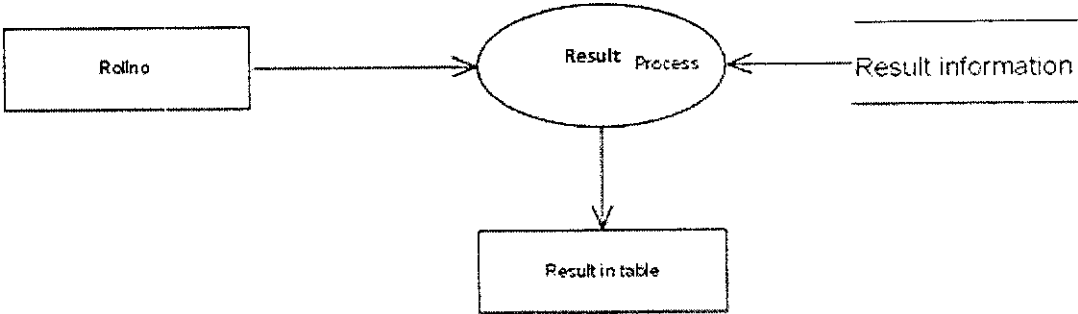 Rollno
Result Process
Result information
Result in table